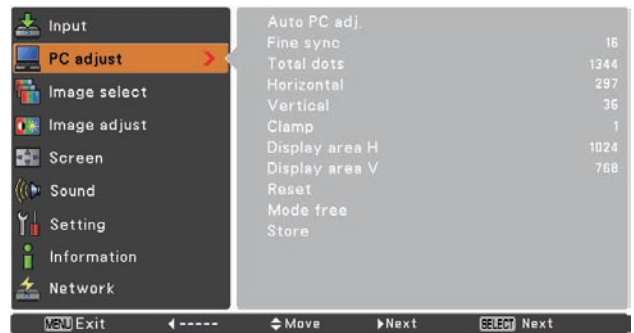 Input
PC adjust
Image select
Image adjust
Screen
Sound
Setting
Information
Network
Auto PC adj.
Fine sync 16
Total dots 1344
Horizontal 297
Vertical 36
Clamp 1
Display area H 1024
Display area V 768
Reset
Mode free
Store
MENU Exit ----- Move Next SELECT Next